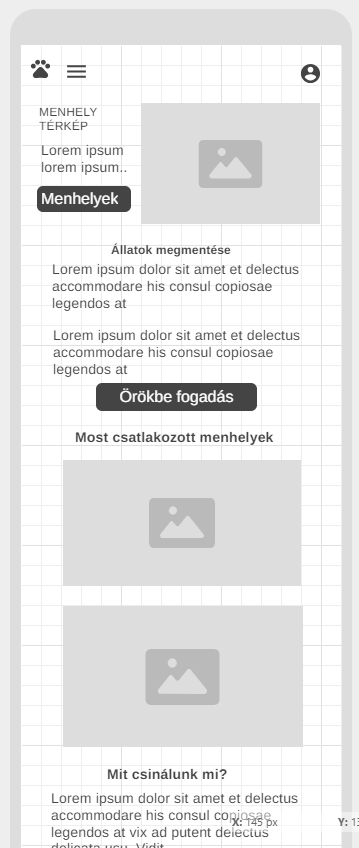 MENHELY
TÉRKÉP
Lorem ipsum
lorem ipsum..
Menhelyek
Állatok megmentése
Lorem ipsum dolor sit amet et delectus
accommodare his consul copiosae
legendos at
Lorem ipsum dolor sit amet et delectus
accommodare his consul copiosae
legendos at
Örökbe fogadás
Most csatlakozott menhelyek
Mit csinálunk mi?
Lorem ipsum dolor sit amet et delectus
accommodare his consul copiosae
legendos at vix ad putent delectus
delicata usu. Vidit
X: 145 px
Y: 13